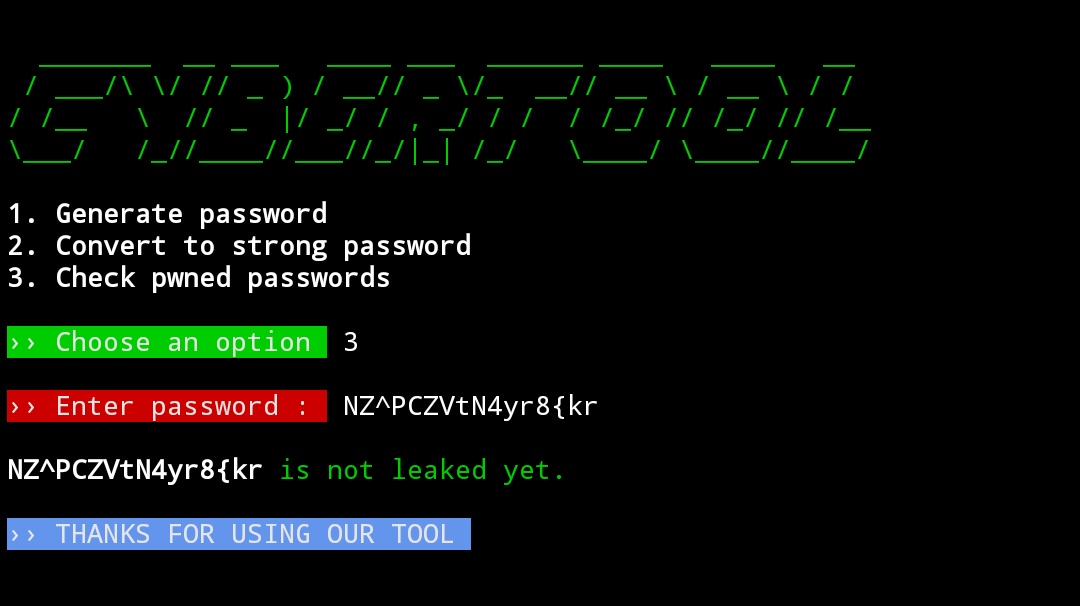 CYBERTOOL
1. Generate password
2. Convert to strong password
3. Check pwned passwords
›› Choose an option 3
›› Enter password : NZ^PCZVtN4yr8{kr
NZ^PCZVtN4yr8{kr is not leaked yet.
›› THANKS FOR USING OUR TOOL